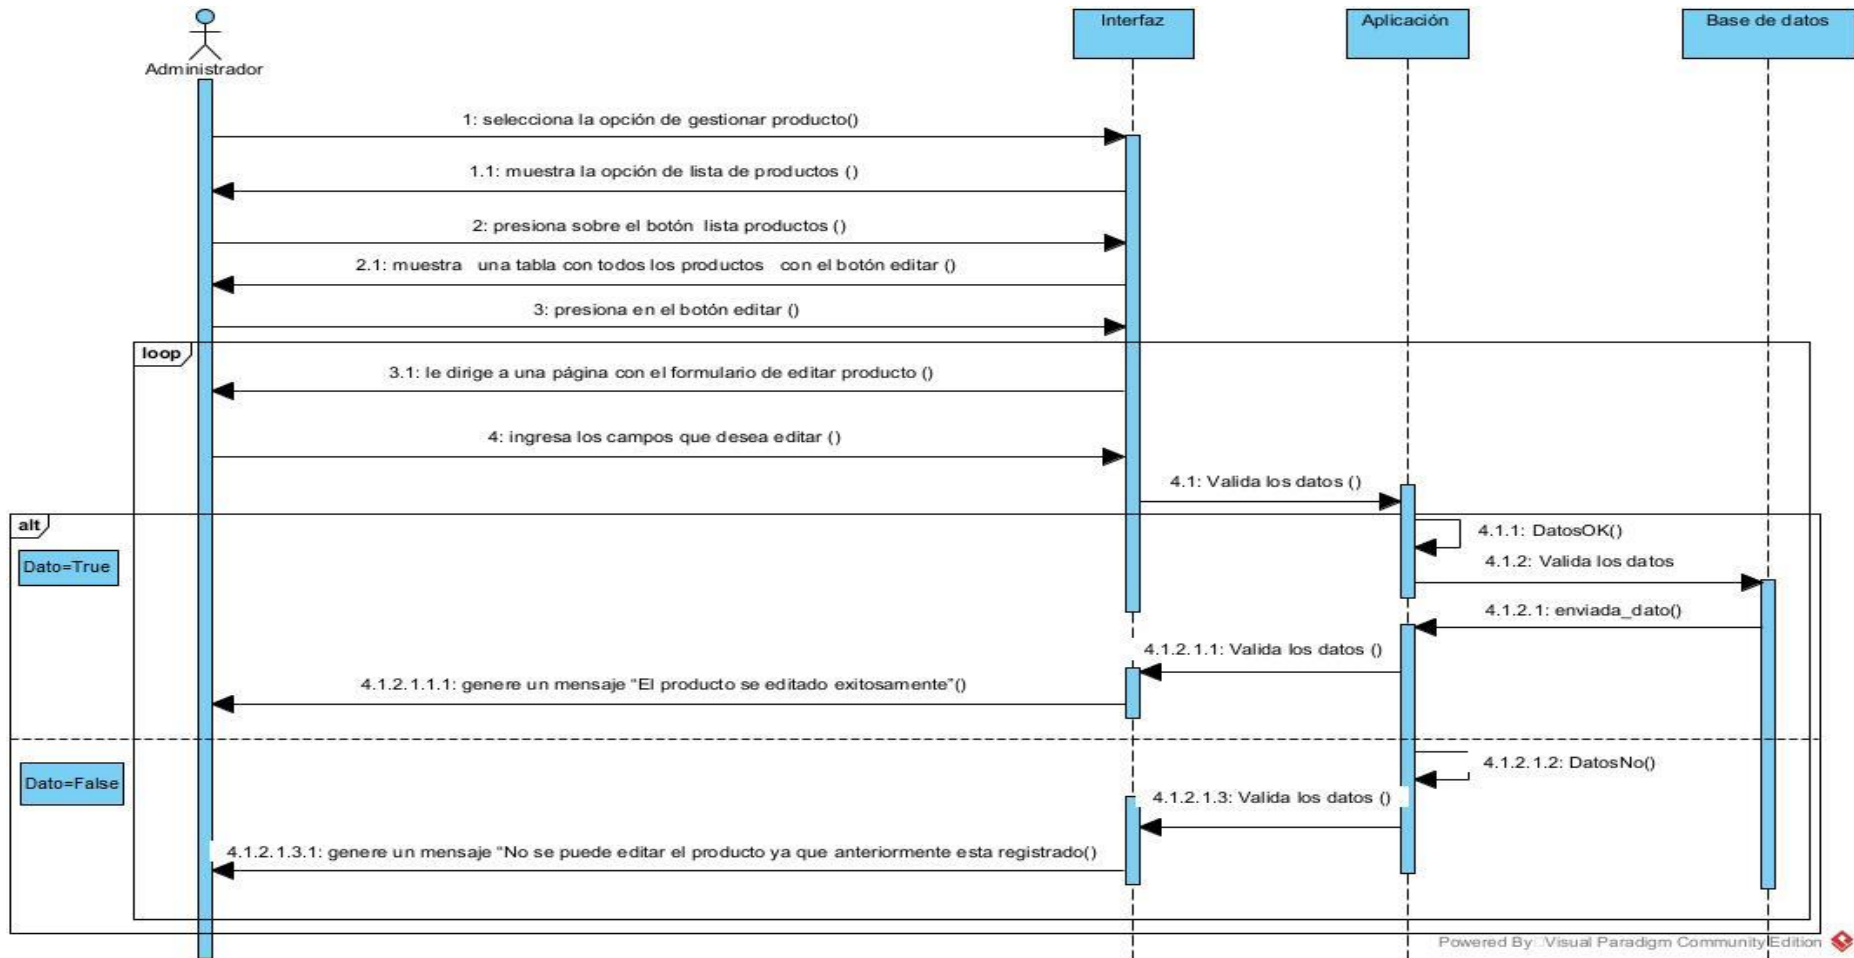 Interfaz
Aplicación
Base de datos
Administrador
1: selecciona la opción de gestionar producto()
1.1: muestra la opción de lista de productos ()
2: presiona sobre el botón lista productos ()
2.1: muestra una tabla con todos los productos con el botón editar ()
3: presiona en el botón editar ()
loop
3.1: le dirige a una página con el formulario de editar producto ()
4: ingresa los campos que desea editar ()
4.1: Valida los datos ()
alt
4.1.1: DatosOK()
Dato=True
4.1.2: Valida los datos
4.1.2.1: enviada_dato()
4.1.2.1.1: Valida los datos ()
4.1.2.1.1.1: genere un mensaje “El producto se editado exitosamente”()
4.1.2.1.2: DatosNo()
Dato=False
4.1.2.1.3: Valida los datos ()
4.1.2.1.3.1: genere un mensaje “No se puede editar el producto ya que anteriormente esta registrado()
Powered By Visual Paradigm Community Edition